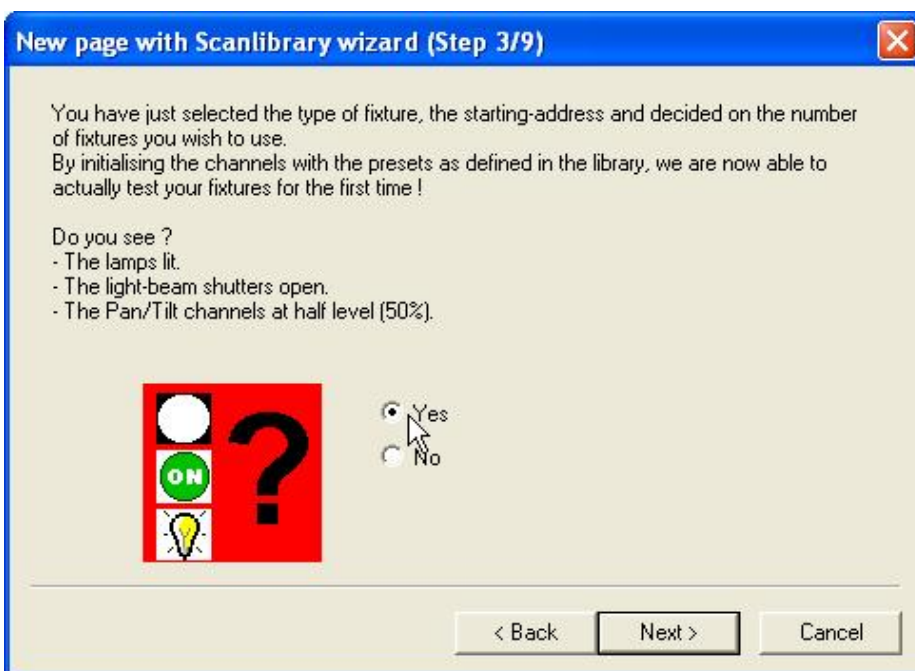 New page with Scanlibrary wizard (Step 3/9)
You have just selected the type of fixture, the starting-address and decided on the number
of fixtures you wish to use.
By initialising the channels with the presets as defined in the library, we are now able to
actually test your fixtures for the first time !
Do you see ?
- The lamps lit.
- The light-beam shutters open.
- The Pan/Tilt channels at half level (50%).
?
ON
Yes
No
< Back
Next >
Cancel